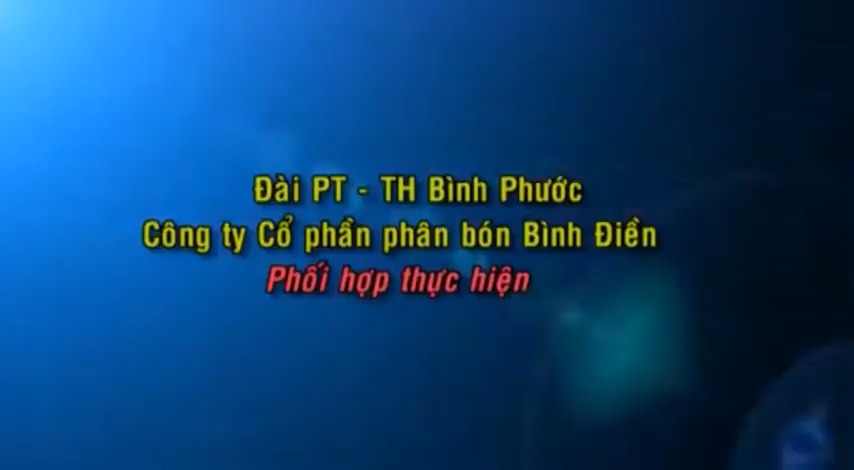 Đài PT - TH Bình Phước
Công ty Cổ phần phân bón Bình Điền
Phối hợp thực hiện